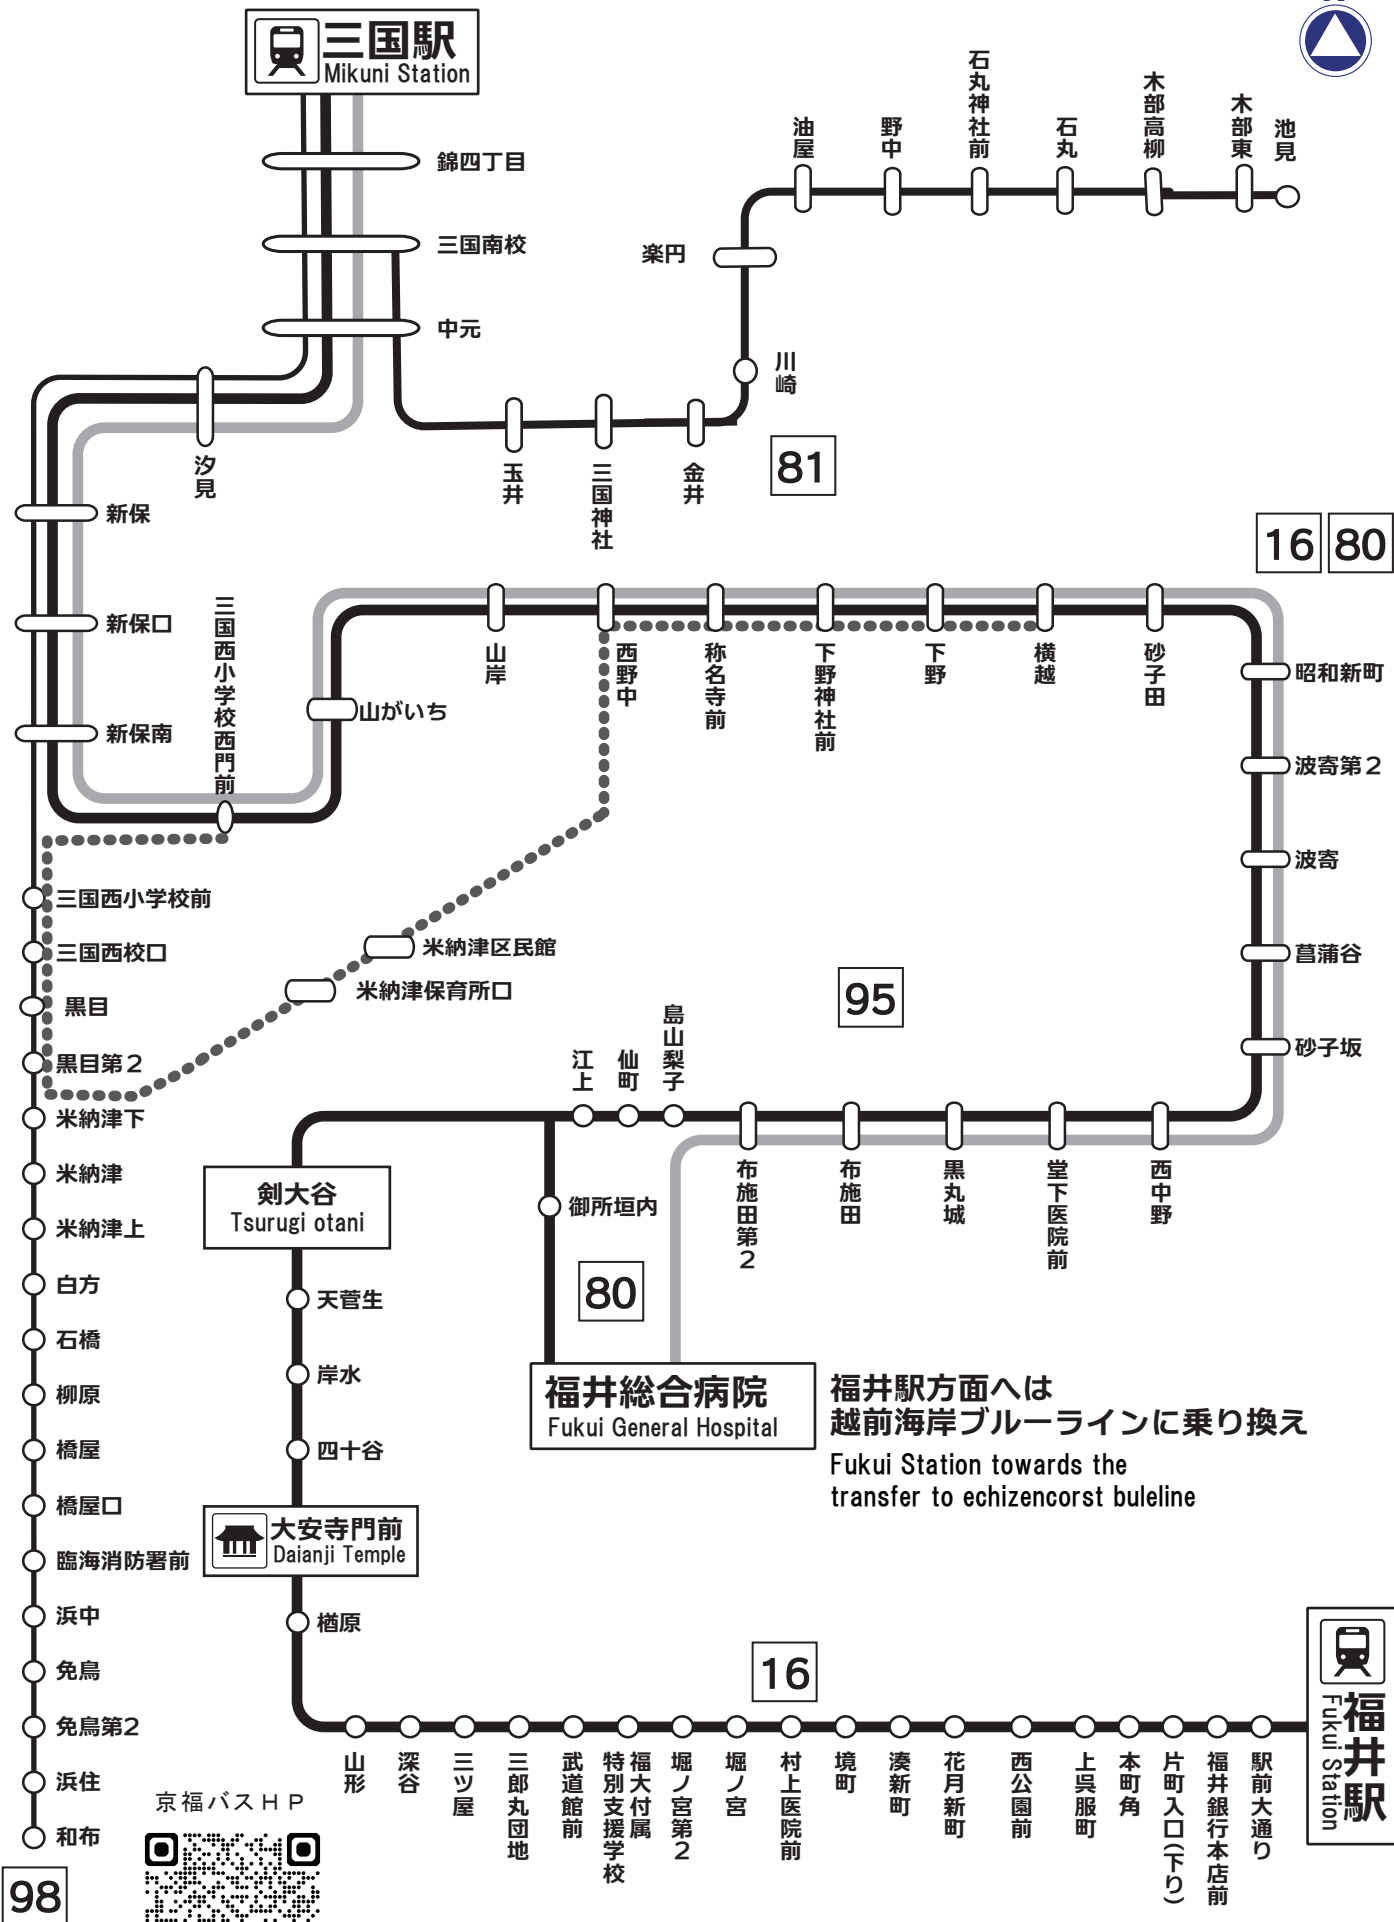 三国駅
Mikuni Station
錦四丁目
三国南校
中元
汐見
玉井
三国神社
金井
川崎
楽円
油屋
野中
石丸神社前
石丸
木部高柳
木部東
池見
81
新保
新保口
新保南
三国西小学校西門前
山がいち
山岸
西野中
称名寺前
下野神社前
下野
横越
砂子田
16
80
昭和新町
波寄第2
波寄
菖蒲谷
砂子坂
三国西小学校前
三国西校口
黒目
黒目第2
米納津下
米納津
米納津上
白方
石橋
柳原
橋屋
橋屋口
臨海消防署前
浜中
免鳥
免鳥第2
浜住
和布
98
米納津区民館
米納津保育所口
95
江上
仙町
島山梨子
布施田第2
布施田
黒丸城
堂下医院前
西中野
御所垣内
80
福井総合病院
Fukui General Hospital
福井駅方面へは
越前海岸ブルーラインに乗り換え
Fukui Station towards the
transfer to echizencorst buleline
剣大谷
Tsurugi otani
天菅生
岸水
四十谷
大安寺門前
Daianji Temple
楢原
16
山形
深谷
三ツ屋
三郎丸団地
武道館前
福大付属
特別支援学校
堀ノ宮第2
堀ノ宮
村上医院前
境町
湊新町
花月新町
西公園前
上呉服町
本町角
片町入口(下り)
福井銀行本店前
駅前大通り
福井駅
Fukui Station
京福バスＨＰ